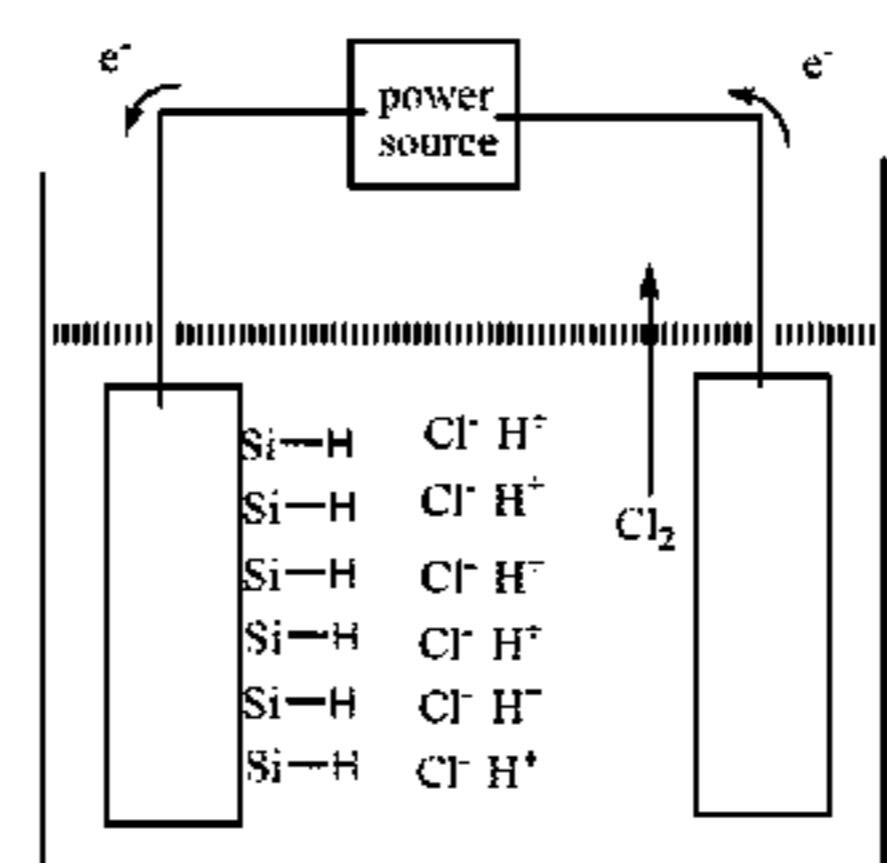 e⁻
power
source
e⁻
Si—H Cl⁻ H⁺
Si—H Cl⁻ H⁺
Cl₂
Si—H Cl⁻ H⁺
Si—H Cl⁻ H⁺
Si—H Cl⁻ H⁺
Si—H Cl⁻ H⁺